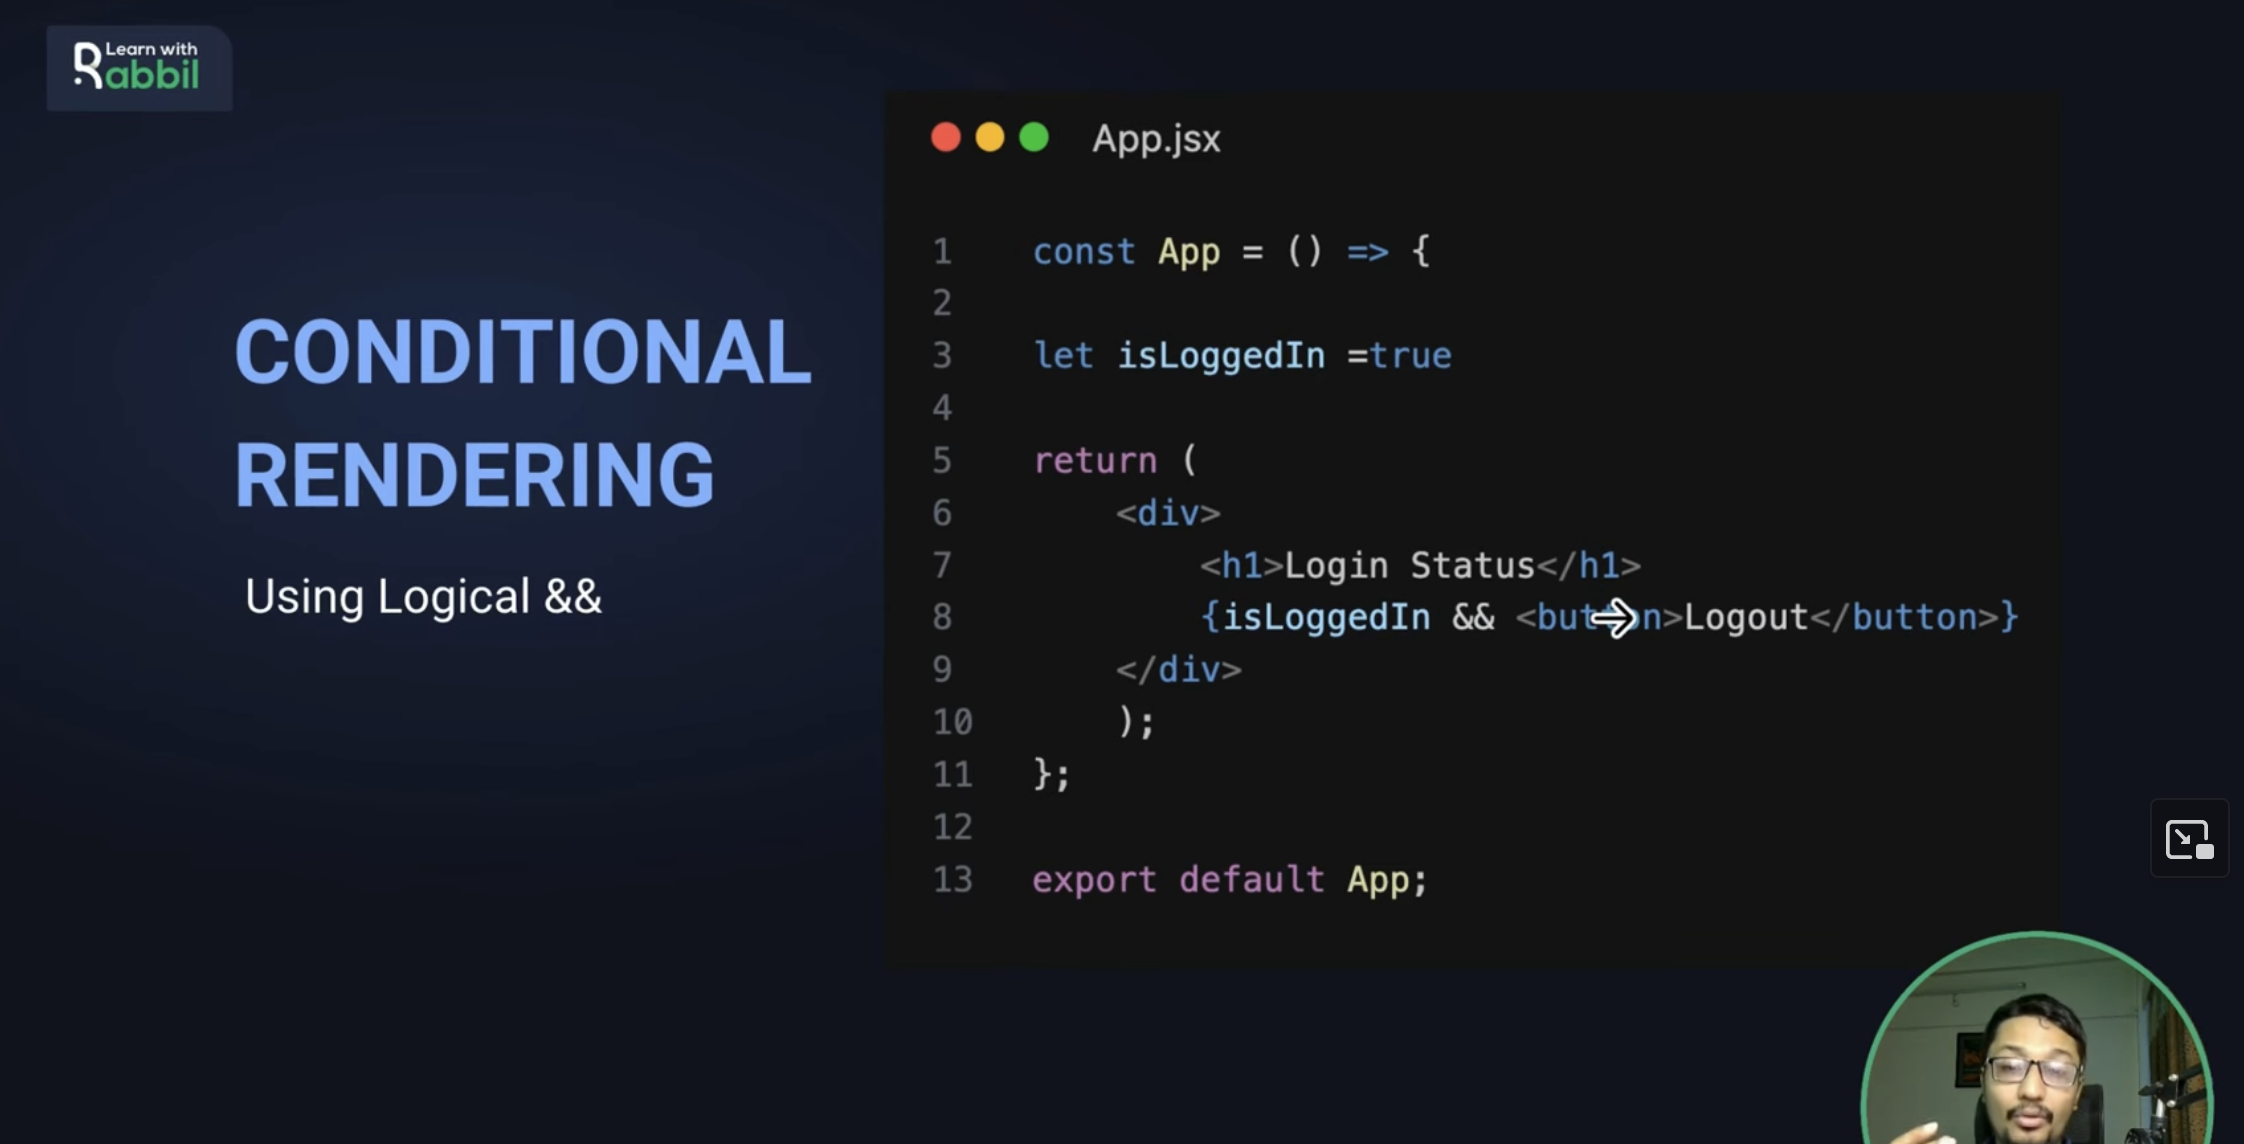 Learn with
Rabbil
CONDITIONAL
RENDERING
Using Logical &&
App.jsx
1 const App = () => {
2
3 let isLoggedIn =true
4
5 return (
6 <div>
7 <h1>Login Status</h1>
8 {isLoggedIn && <button>Logout</button>}
9 </div>
10 );
11 };
12
13 export default App;